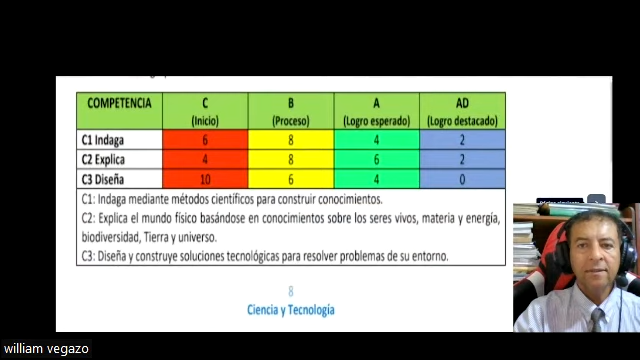 COMPETENCIA C B A AD
(Inicio) (Proceso) (Logro esperado) (Logro destacado)
C1 Indaga 6 8 4 2
C2 Explica 4 8 6 2
C3 Diseña 10 6 4 0
C1: Indaga mediante métodos científicos para construir conocimientos.
C2: Explica el mundo físico basándose en conocimientos sobre los seres vivos, materia y energía,
biodiversidad, Tierra y universo.
C3: Diseña y construye soluciones tecnológicas para resolver problemas de su entorno.
8
Ciencia y Tecnología
william vegazo